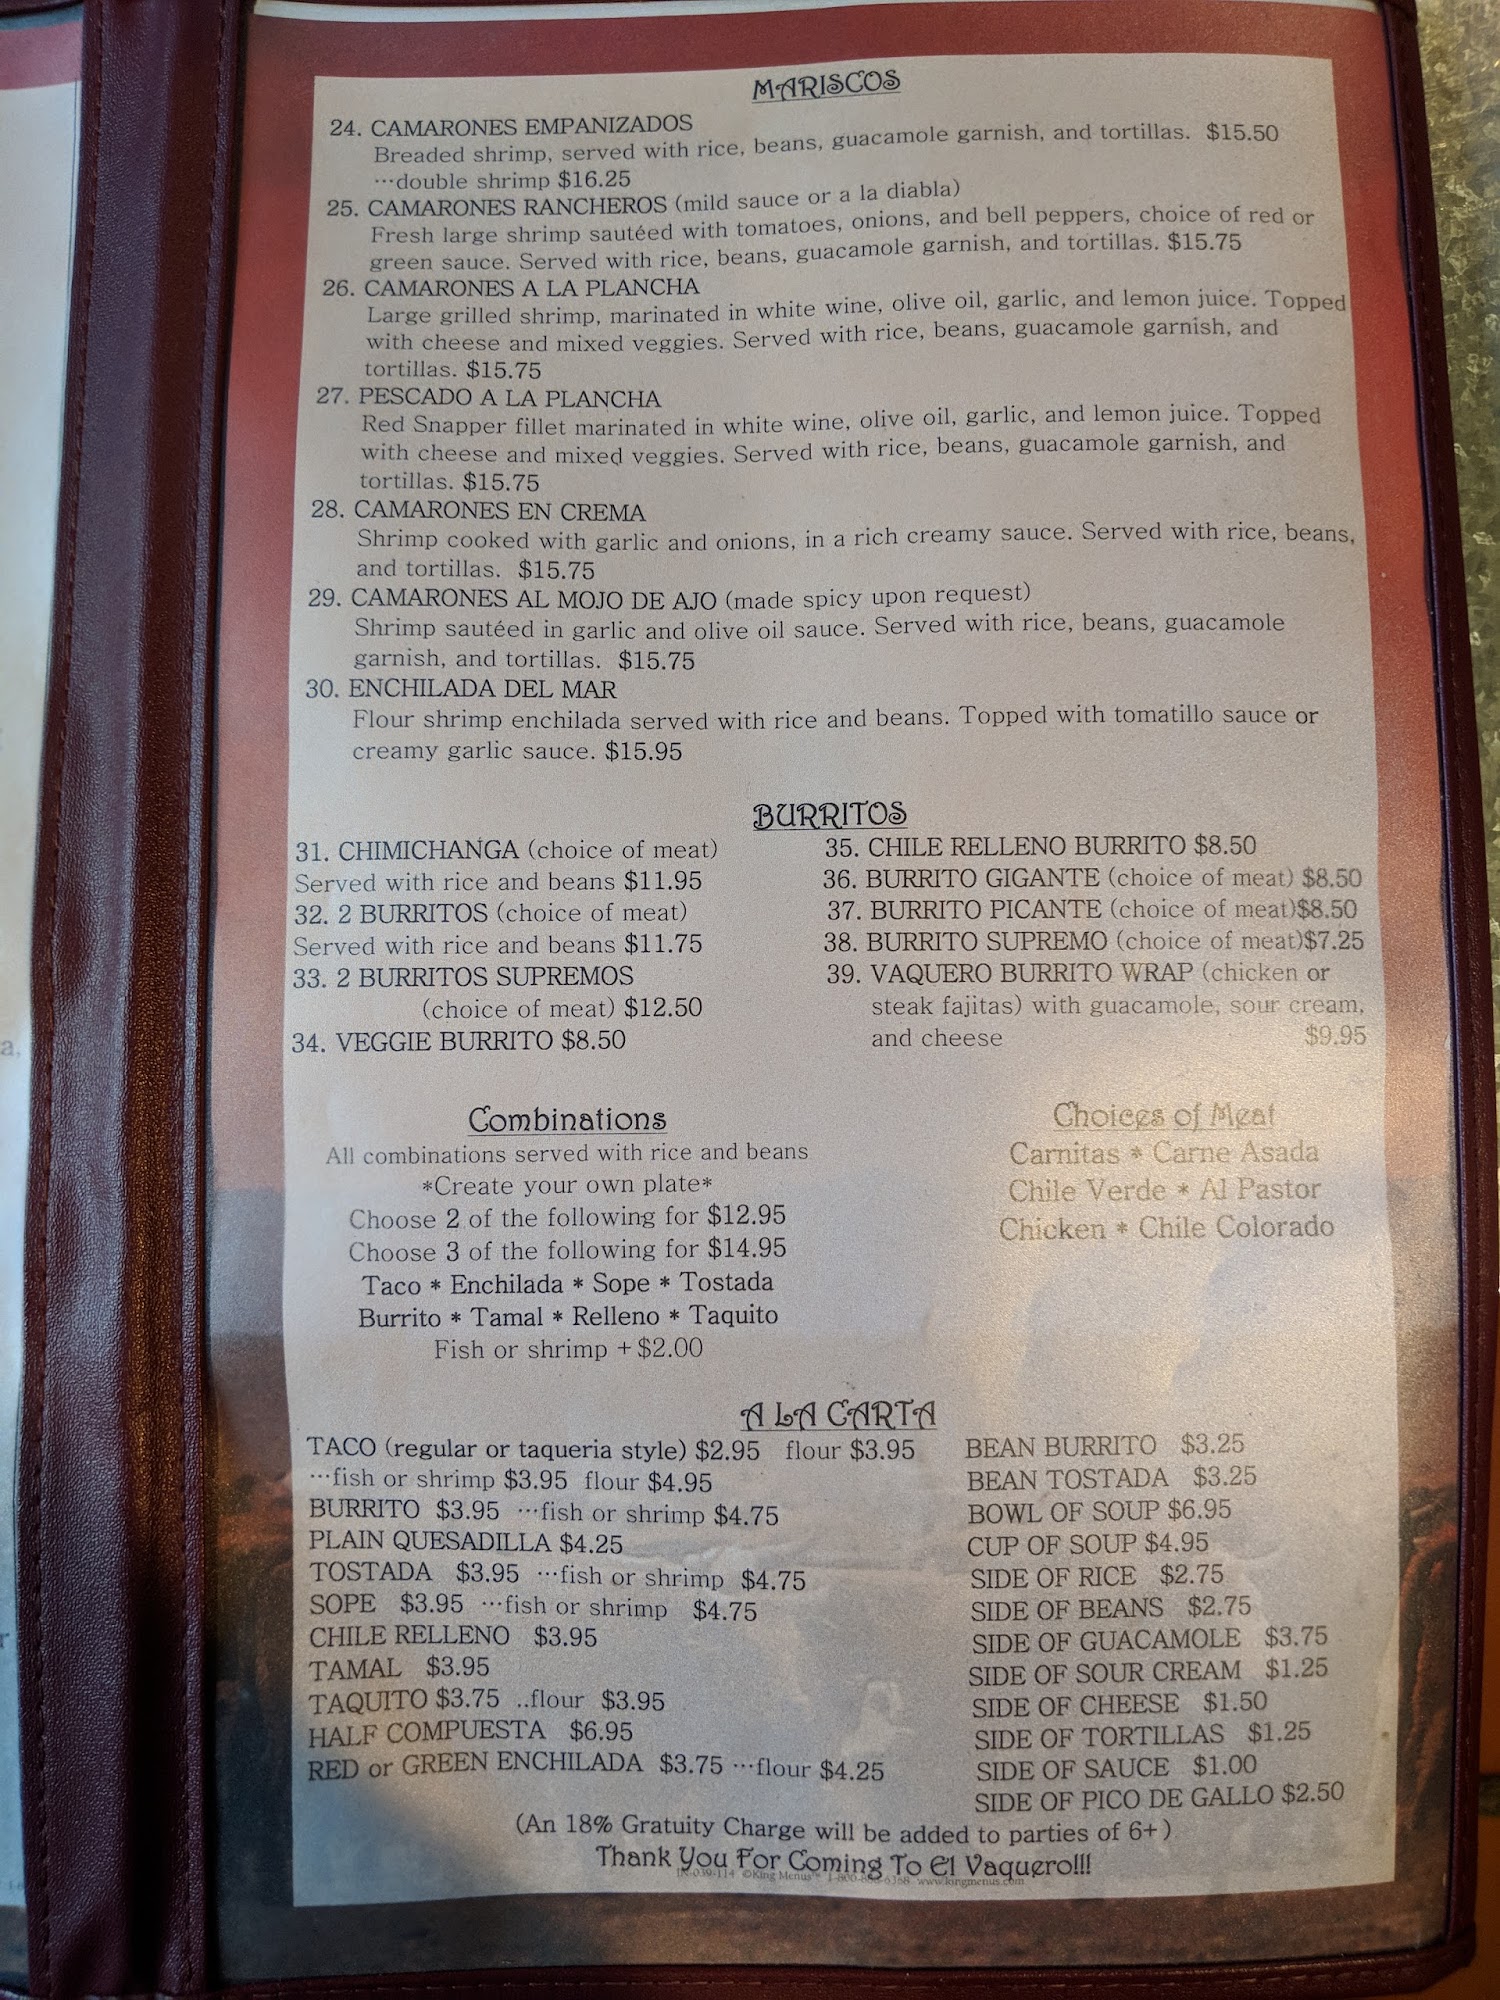 MARISCOS
24. CAMARONES EMPANIZADOS
Breaded shrimp, served with rice, beans, guacamole garnish, and tortillas. $15.50
···double shrimp $16.25
25. CAMARONES RANCHEROS (mild sauce or a la diabla)
Fresh large shrimp sautéed with tomatoes, onions, and bell peppers, choice of red or
green sauce. Served with rice, beans, guacamole garnish, and tortillas. $15.75
26. CAMARONES A LA PLANCHA
Large grilled shrimp, marinated in white wine, olive oil, garlic, and lemon juice. Topped
with cheese and mixed veggies. Served with rice, beans, guacamole garnish, and
tortillas. $15.75
27. PESCADO A LA PLANCHA
Red Snapper fillet marinated in white wine, olive oil, garlic, and lemon juice. Topped
with cheese and mixed veggies. Served with rice, beans, guacamole garnish, and
tortillas. $15.75
28. CAMARONES EN CREMA
Shrimp cooked with garlic and onions, in a rich creamy sauce. Served with rice, beans,
and tortillas. $15.75
29. CAMARONES AL MOJO DE AJO (made spicy upon request)
Shrimp sautéed in garlic and olive oil sauce. Served with rice, beans, guacamole
garnish, and tortillas. $15.75
30. ENCHILADA DEL MAR
Flour shrimp enchilada served with rice and beans. Topped with tomatillo sauce or
creamy garlic sauce. $15.95
BURRITOS
31. CHIMICHANGA (choice of meat)
Served with rice and beans $11.95
32. 2 BURRITOS (choice of meat)
Served with rice and beans $11.75
33. 2 BURRITOS SUPREMOS
(choice of meat) $12.50
34. VEGGIE BURRITO $8.50
35. CHILE RELLENO BURRITO $8.50
36. BURRITO GIGANTE (choice of meat) $8.50
37. BURRITO PICANTE (choice of meat)$8.50
38. BURRITO SUPREMO (choice of meat)$7.25
39. VAQUERO BURRITO WRAP (chicken or
steak fajitas) with guacamole, sour cream,
and cheese $9.95
Combinations
All combinations served with rice and beans
*Create your own plate*
Choose 2 of the following for $12.95
Choose 3 of the following for $14.95
Taco * Enchilada * Sope * Tostada
Burrito * Tamal * Relleno * Taquito
Fish or shrimp + $2.00
Choices of Meat
Carnitas * Carne Asada
Chile Verde * Al Pastor
Chicken * Chile Colorado
A LA CARTA
TACO (regular or taqueria style) $2.95 flour $3.95
···fish or shrimp $3.95 flour $4.95
BURRITO $3.95 ···fish or shrimp $4.75
PLAIN QUESADILLA $4.25
TOSTADA $3.95 ···fish or shrimp $4.75
SOPE $3.95 ···fish or shrimp $4.75
CHILE RELLENO $3.95
TAMAL $3.95
TAQUITO $3.75 ..flour $3.95
HALF COMPUESTA $6.95
RED or GREEN ENCHILADA $3.75 ···flour $4.25
BEAN BURRITO $3.25
BEAN TOSTADA $3.25
BOWL OF SOUP $6.95
CUP OF SOUP $4.95
SIDE OF RICE $2.75
SIDE OF BEANS $2.75
SIDE OF GUACAMOLE $3.75
SIDE OF SOUR CREAM $1.25
SIDE OF CHEESE $1.50
SIDE OF TORTILLAS $1.25
SIDE OF SAUCE $1.00
SIDE OF PICO DE GALLO $2.50
(An 18% Gratuity Charge will be added to parties of 6+)
Thank You For Coming To El Vaquero!!!
©King Menus www.kingmenus.com